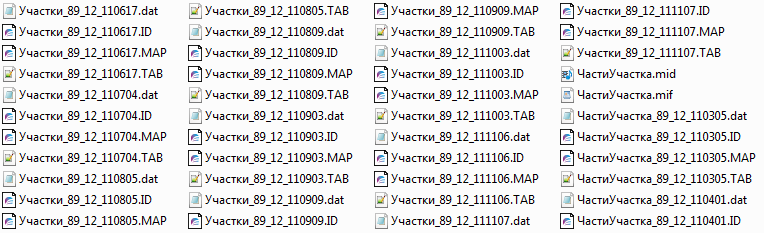 Участки_89_12_110617.dat
Участки_89_12_110617.ID
Участки_89_12_110617.MAP
Участки_89_12_110617.TAB
Участки_89_12_110704.dat
Участки_89_12_110704.ID
Участки_89_12_110704.MAP
Участки_89_12_110704.TAB
Участки_89_12_110805.dat
Участки_89_12_110805.ID
Участки_89_12_110805.MAP
Участки_89_12_110805.TAB
Участки_89_12_110809.dat
Участки_89_12_110809.ID
Участки_89_12_110809.MAP
Участки_89_12_110809.TAB
Участки_89_12_110903.dat
Участки_89_12_110903.ID
Участки_89_12_110903.MAP
Участки_89_12_110903.TAB
Участки_89_12_110909.dat
Участки_89_12_110909.ID
Участки_89_12_110909.MAP
Участки_89_12_110909.TAB
Участки_89_12_111003.dat
Участки_89_12_111003.ID
Участки_89_12_111003.MAP
Участки_89_12_111003.TAB
Участки_89_12_111106.dat
Участки_89_12_111106.ID
Участки_89_12_111106.MAP
Участки_89_12_111106.TAB
Участки_89_12_111107.dat
Участки_89_12_111107.ID
Участки_89_12_111107.MAP
Участки_89_12_111107.TAB
ЧастиУчастка.mid
ЧастиУчастка.mif
ЧастиУчастка_89_12_110305.dat
ЧастиУчастка_89_12_110305.ID
ЧастиУчастка_89_12_110305.MAP
ЧастиУчастка_89_12_110305.TAB
ЧастиУчастка_89_12_110401.dat
ЧастиУчастка_89_12_110401.ID